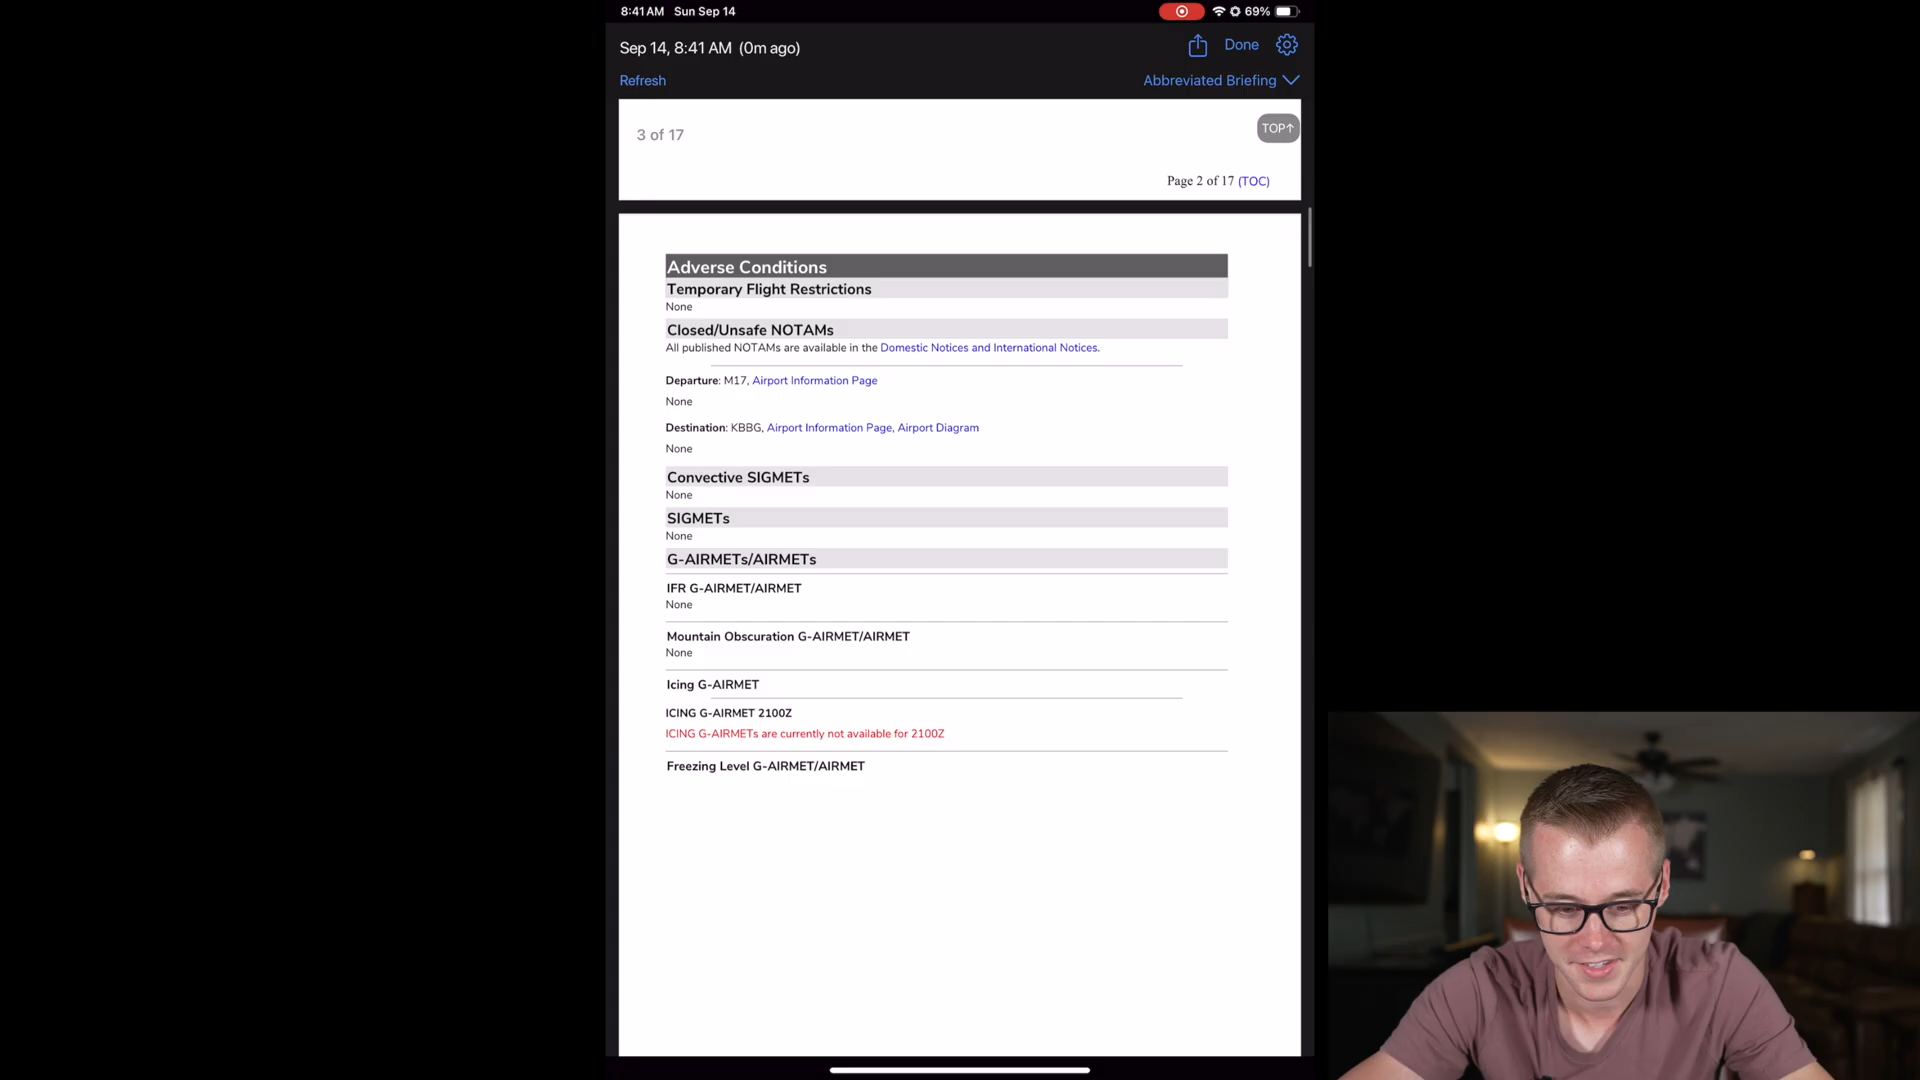 8:41 AM Sun Sep 14 69%
Sep 14, 8:41 AM (0m ago) Done
Refresh Abbreviated Briefing
3 of 17 TOP↑
Page 2 of 17 (TOC)
Adverse Conditions
Temporary Flight Restrictions
None
Closed/Unsafe NOTAMs
All published NOTAMs are available in the Domestic Notices and International Notices.
Departure: M17, Airport Information Page
None
Destination: KBBG, Airport Information Page, Airport Diagram
None
Convective SIGMETs
None
SIGMETs
None
G-AIRMETs/AIRMETs
IFR G-AIRMET/AIRMET
None
Mountain Obscuration G-AIRMET/AIRMET
None
Icing G-AIRMET
ICING G-AIRMET 2100Z
ICING G-AIRMETs are currently not available for 2100Z
Freezing Level G-AIRMET/AIRMET